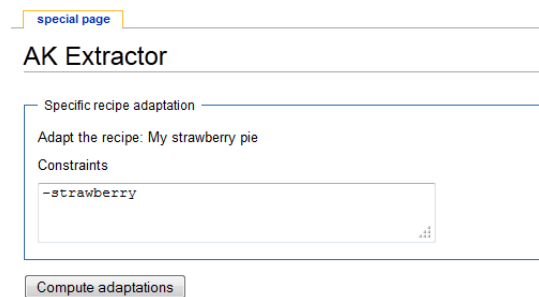 special page
AK Extractor
Specific recipe adaptation
Adapt the recipe: My strawberry pie
Constraints
-strawberry
Compute adaptations